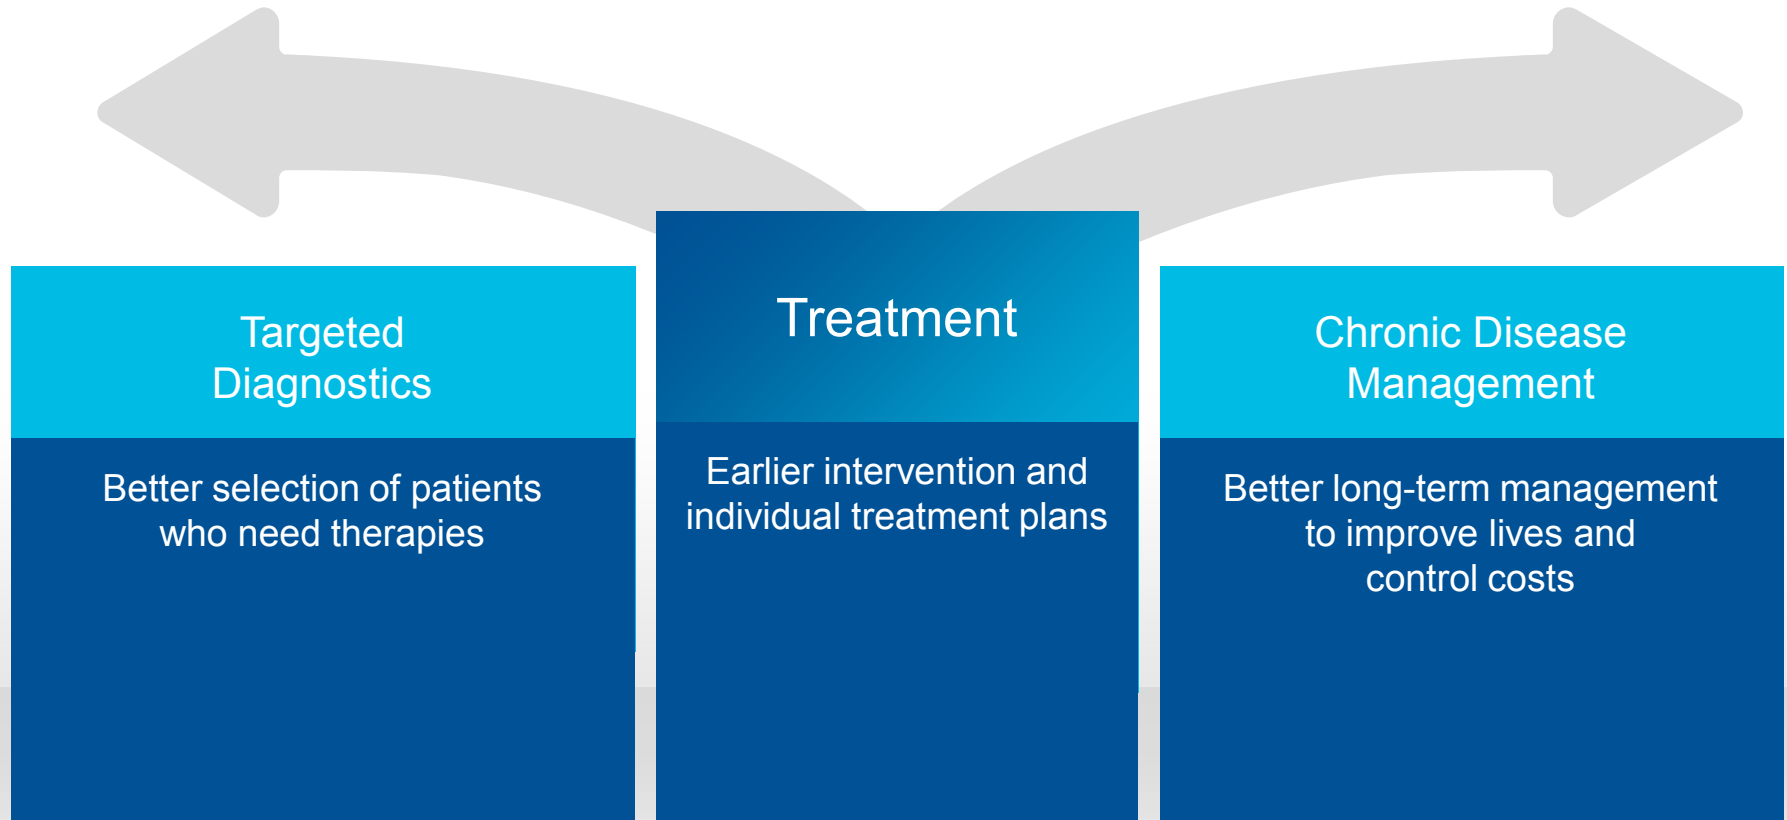 Targeted
Diagnostics
Better selection of patients
who need therapies
Treatment
Earlier intervention and
individual treatment plans
Chronic Disease
Management
Better long-term management
to improve lives and
control costs